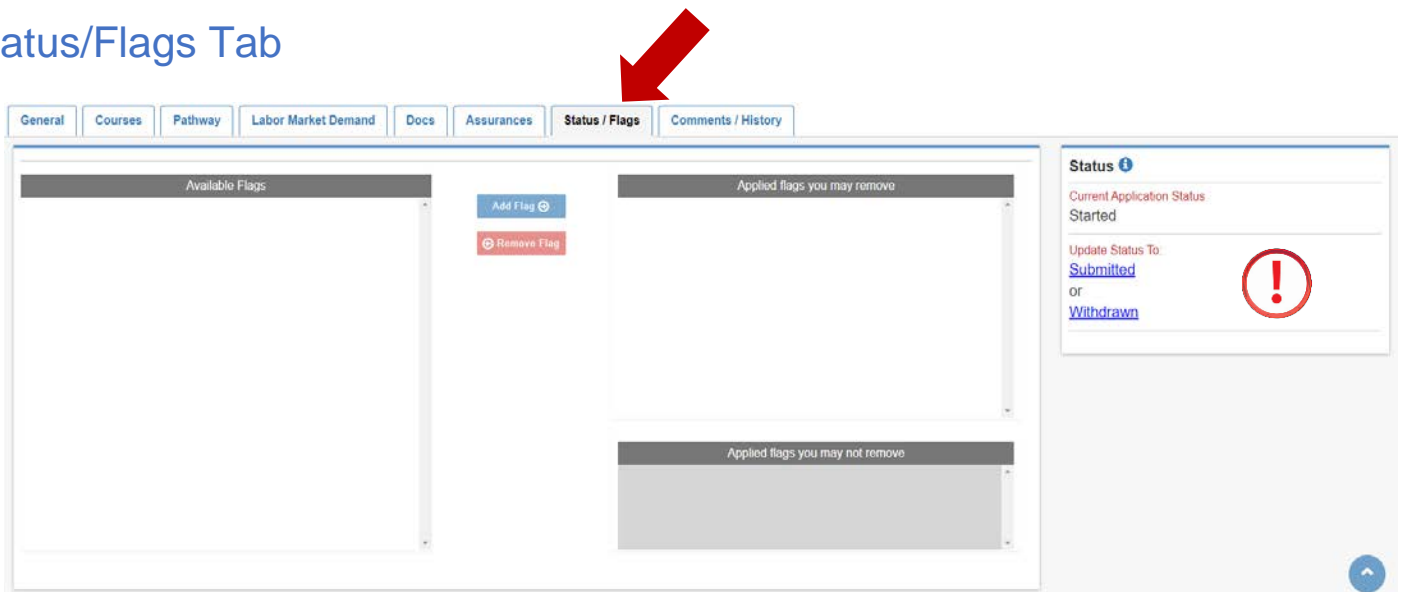 atus/Flags Tab
General Courses Pathway Labor Market Demand Docs Assurances Status / Flags Comments / History
Available Flags
Add Flag
Remove Flag
Applied flags you may remove
Applied flags you may not remove
Status
Current Application Status
Started
Update Status To:
Submitted
or
Withdrawn
!